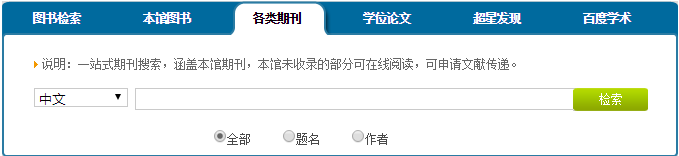 图书检索 本馆图书 各类期刊 学位论文 超星发现 百度学术
说明：一站式期刊搜索，涵盖本馆期刊，本馆未收录的部分可在线阅读，可申请文献传递。
中文 检索
全部 题名 作者